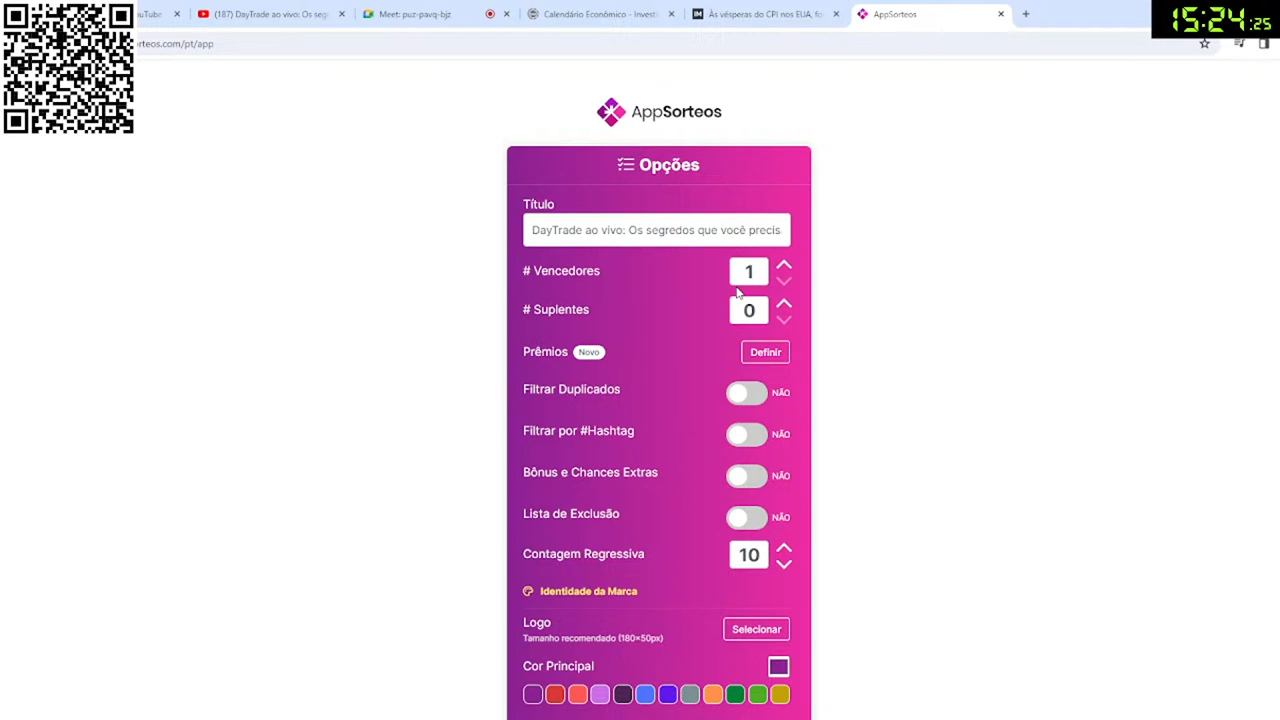 uTube
(187) DayTrade ao vivo: Os seg
Meet: puz-pavq-bjz
Calendário Econômico - Investi
Às vésperas do CPI nos EUA, fo
AppSorteos
15:24:25
rteos.com/pt/app
AppSorteos
Opções
Título
DayTrade ao vivo: Os segredos que você precis
# Vencedores
1
# Suplentes
0
Prêmios Novo
Definir
Filtrar Duplicados
NÃO
Filtrar por #Hashtag
NÃO
Bônus e Chances Extras
NÃO
Lista de Exclusão
NÃO
Contagem Regressiva
10
Identidade da Marca
Logo
Tamanho recomendado (180x50px)
Selecionar
Cor Principal